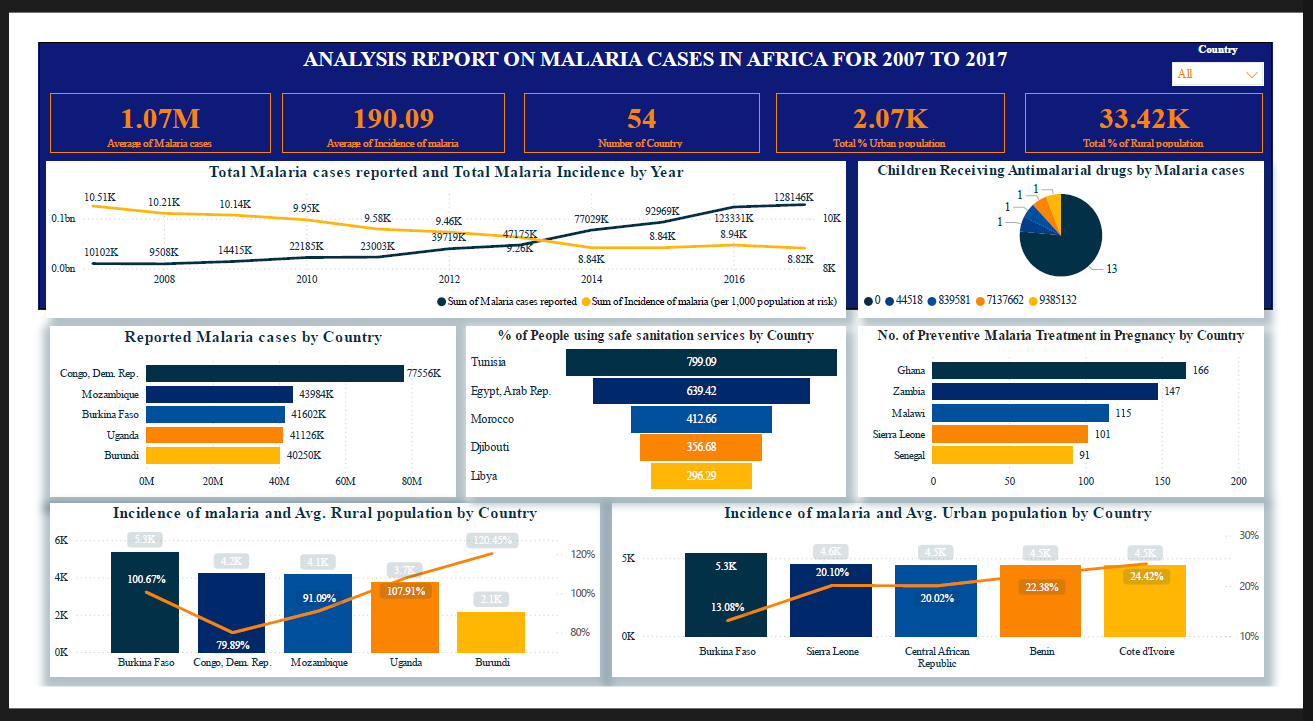 Country
ANALYSIS REPORT ON MALARIA CASES IN AFRICA FOR 2007 TO 2017
All
1.07M
Average of Malaria cases
190.09
Average of Incidence of malaria
54
Number of Country
2.07K
Total % Urban population
33.42K
Total % of Rural population
Total Malaria cases reported and Total Malaria Incidence by Year
10.51K 10.21K 10.14K 9.95K 9.58K 9.46K 47175K 77029K 92969K 128146K
0.1bn 10K
10102K 9508K 14415K 22185K 23003K 39719K 9.26K 8.84K 8.84K 123331K 8.94K 8.82K
0.0bn 8K
2008 2010 2012 2014 2016
Sum of Malaria cases reported Sum of Incidence of malaria (per 1,000 population at risk)
Children Receiving Antimalarial drugs by Malaria cases
1
1
1
1
13
0 44518 839581 7137662 9385132
Reported Malaria cases by Country
Congo, Dem. Rep. 77556K
Mozambique 43984K
Burkina Faso 41602K
Uganda 41126K
Burundi 40250K
0M 20M 40M 60M 80M
% of People using safe sanitation services by Country
Tunisia 799.09
Egypt, Arab Rep. 639.42
Morocco 412.66
Djibouti 356.68
Libya 296.29
No. of Preventive Malaria Treatment in Pregnancy by Country
Ghana 166
Zambia 147
Malawi 115
Sierra Leone 101
Senegal 91
0 50 100 150 200
Incidence of malaria and Avg. Rural population by Country
6K 5.3K 4.2K 4.1K 3.7K 120.45% 120%
4K 100.67% 91.09% 107.91% 2.1K 100%
2K 79.89% 80%
0K
Burkina Faso Congo, Dem. Rep. Mozambique Uganda Burundi
Incidence of malaria and Avg. Urban population by Country
30%
5K 5.3K 4.6K 4.5K 4.5K 4.5K
20.10% 20.02% 22.38% 24.42% 20%
13.08%
0K 10%
Burkina Faso Sierra Leone Central African Republic Benin Cote d'Ivoire